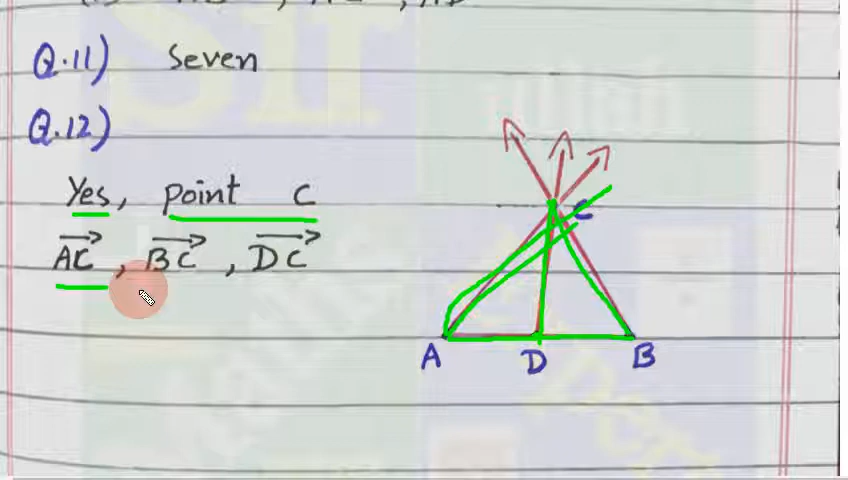 Q.11) Seven
Q.12)
Yes, point C
AC, BC, DC
C
A D B